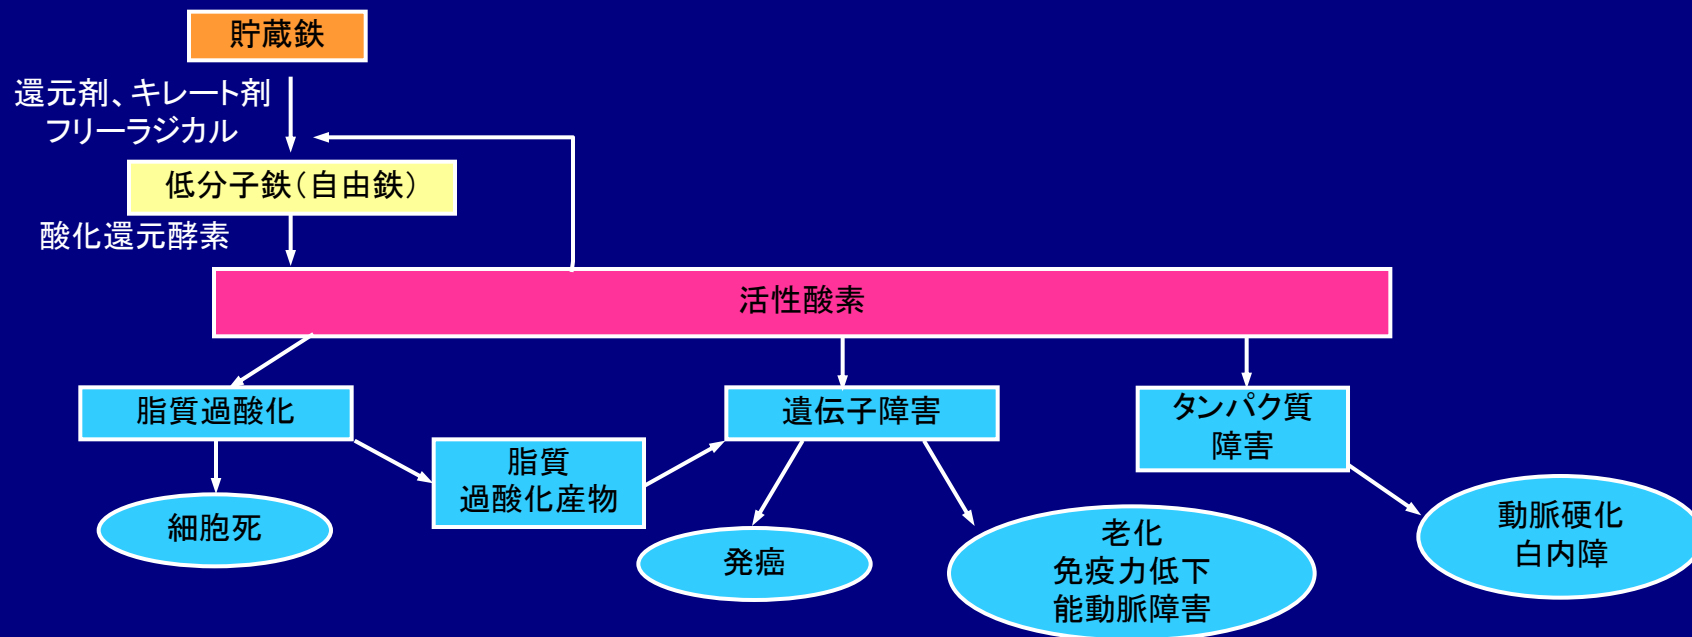 貯蔵鉄
還元剤、キレート剤
フリーラジカル
低分子鉄(自由鉄)
酸化還元酵素
活性酸素
脂質過酸化
遺伝子障害
タンパク質
障害
脂質
過酸化産物
細胞死
発癌
老化
免疫力低下
能動脈障害
動脈硬化
白内障